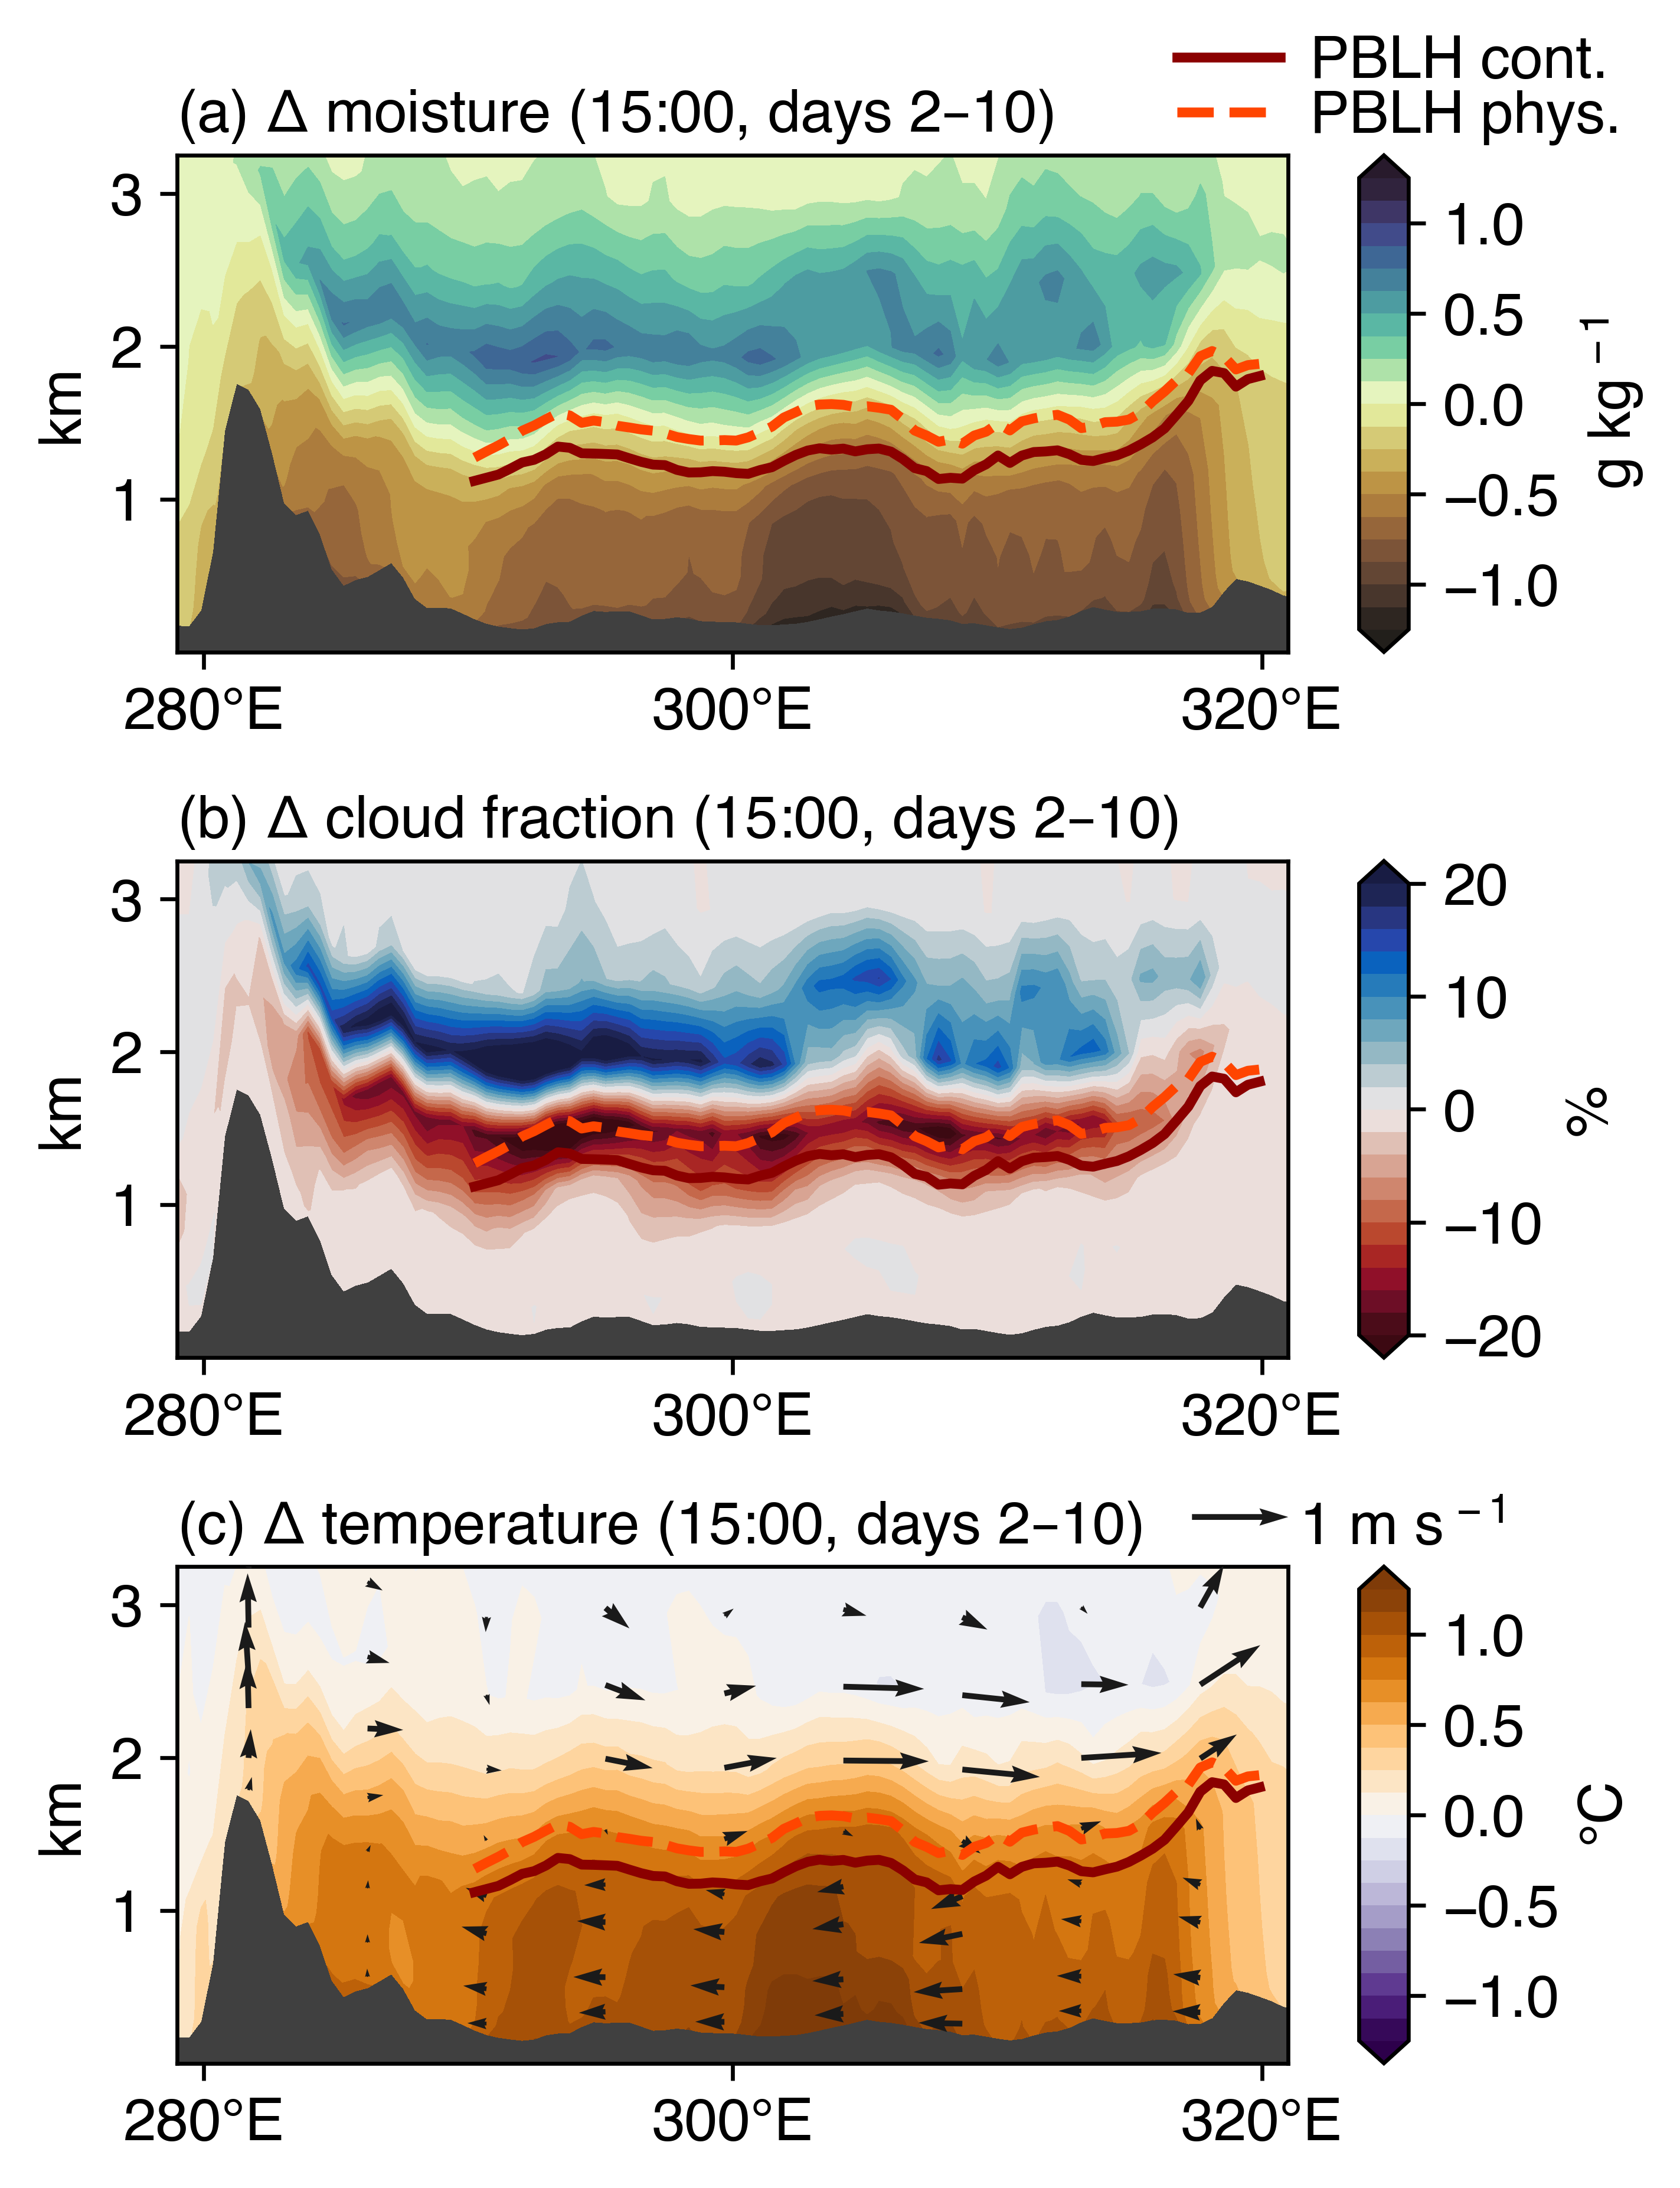 PBLH cont.
PBLH phys.
(a) Δ moisture (15:00, days 2–10)
3
2
1
km
280°E
300°E
320°E
1.0
0.5
0.0
−0.5
−1.0
g kg⁻¹
(b) Δ cloud fraction (15:00, days 2–10)
3
2
1
km
280°E
300°E
320°E
20
10
0
−10
−20
%
(c) Δ temperature (15:00, days 2–10)
1 m s⁻¹
3
2
1
km
280°E
300°E
320°E
1.0
0.5
0.0
−0.5
−1.0
°C